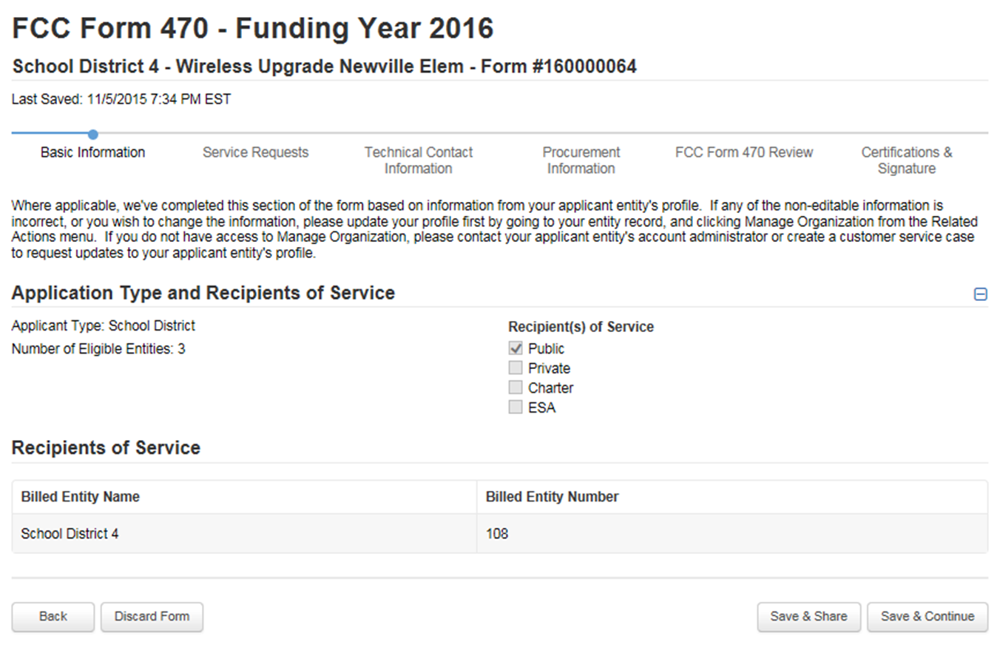 FCC Form 470 - Funding Year 2016
School District 4 - Wireless Upgrade Newville Elem - Form #160000064
Last Saved: 11/5/2015 7:34 PM EST
Basic Information
Service Requests
Technical Contact
Information
Procurement
Information
FCC Form 470 Review
Certifications &
Signature
Where applicable, we've completed this section of the form based on information from your applicant entity's profile. If any of the non-editable information is
incorrect, or you wish to change the information, please update your profile first by going to your entity record, and clicking Manage Organization from the Related
Actions menu. If you do not have access to Manage Organization, please contact your applicant entity's account administrator or create a customer service case
to request updates to your applicant entity's profile.
Application Type and Recipients of Service
Applicant Type: School District
Number of Eligible Entities: 3
Recipient(s) of Service
Public
Private
Charter
ESA
Recipients of Service
Billed Entity Name
Billed Entity Number
School District 4
108
Back
Discard Form
Save & Share
Save & Continue